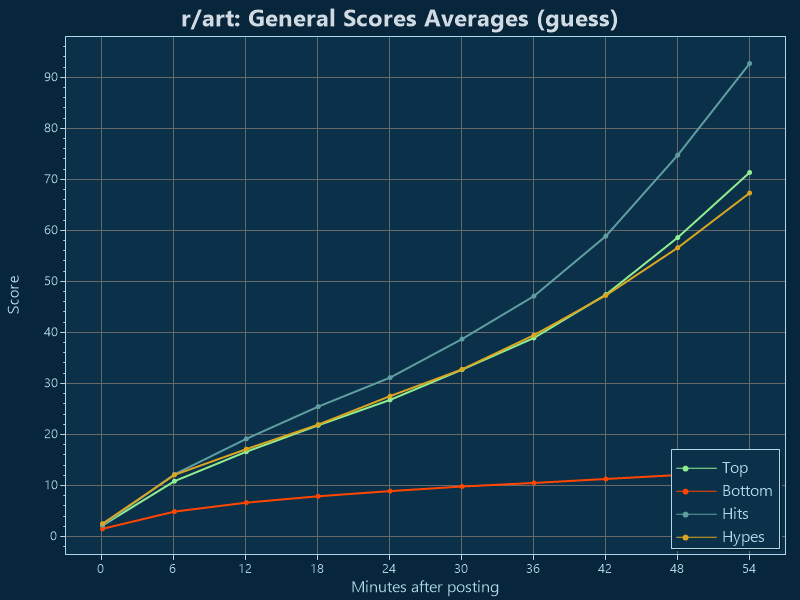 r/art: General Scores Averages (guess)
90
80
70
60
50
40
30
20
10
0
Score
Top
Bottom
Hits
Hypes
0 6 12 18 24 30 36 42 48 54
Minutes after posting